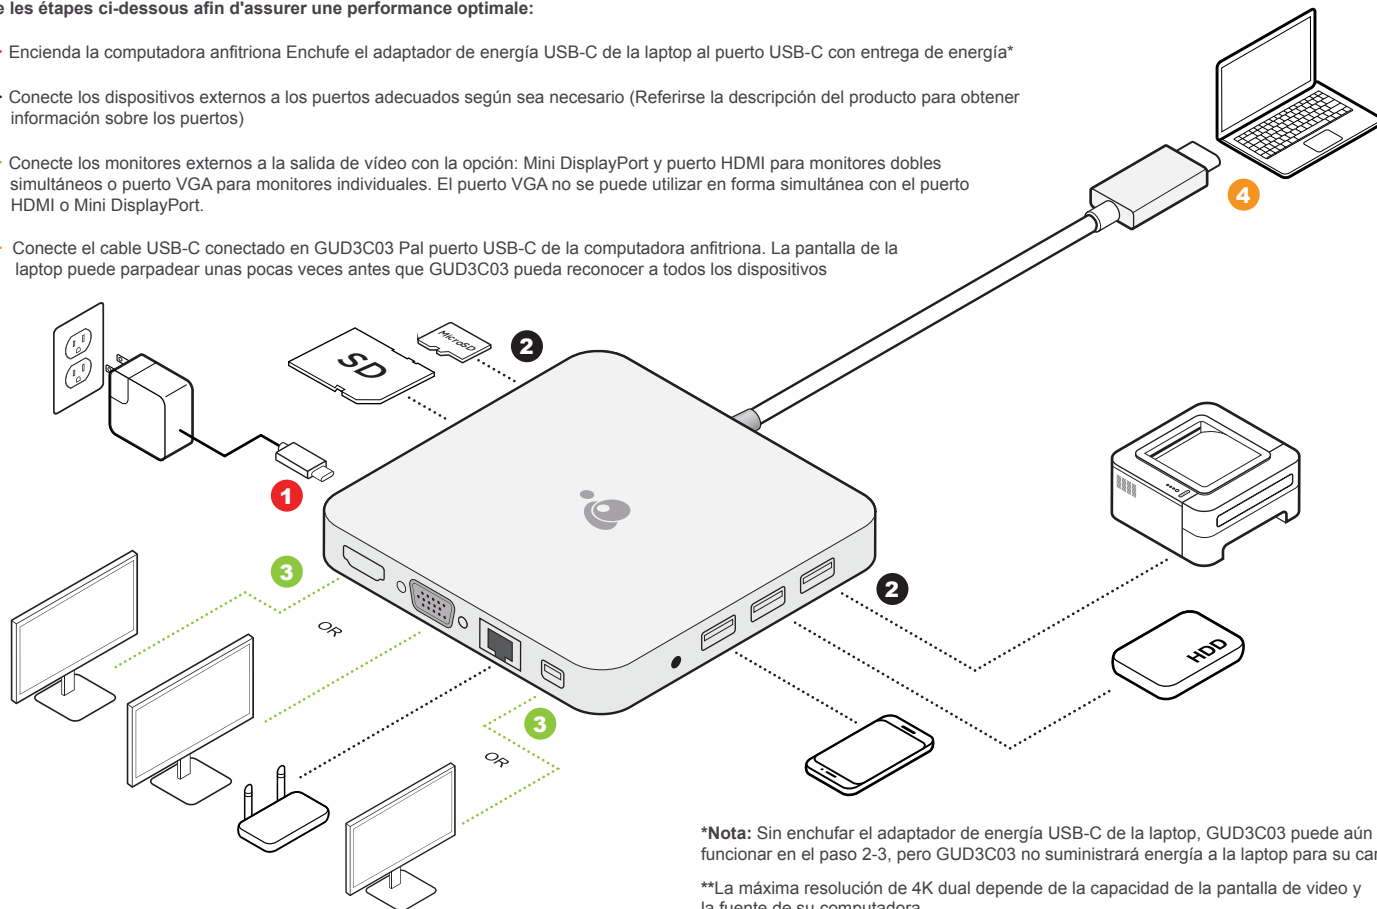 e les étapes ci-dessous afin d'assurer une performance optimale:
Encienda la computadora anfitriona Enchufe el adaptador de energía USB-C de la laptop al puerto USB-C con entrega de energía*
Conecte los dispositivos externos a los puertos adecuados según sea necesario (Referirse la descripción del producto para obtener
información sobre los puertos)
Conecte los monitores externos a la salida de vídeo con la opción: Mini DisplayPort y puerto HDMI para monitores dobles
simultáneos o puerto VGA para monitores individuales. El puerto VGA no se puede utilizar en forma simultánea con el puerto
HDMI o Mini DisplayPort.
Conecte el cable USB-C conectado en GUD3C03 Pal puerto USB-C de la computadora anfitriona. La pantalla de la
laptop puede parpadear unas pocas veces antes que GUD3C03 pueda reconocer a todos los dispositivos
4
MicroSD
2
SD
1
3
OR
2
HDD
3
OR
*Nota: Sin enchufar el adaptador de energía USB-C de la laptop, GUD3C03 puede aún
funcionar en el paso 2-3, pero GUD3C03 no suministrará energía a la laptop para su car
**La máxima resolución de 4K dual depende de la capacidad de la pantalla de video y
la fuente de su computadora